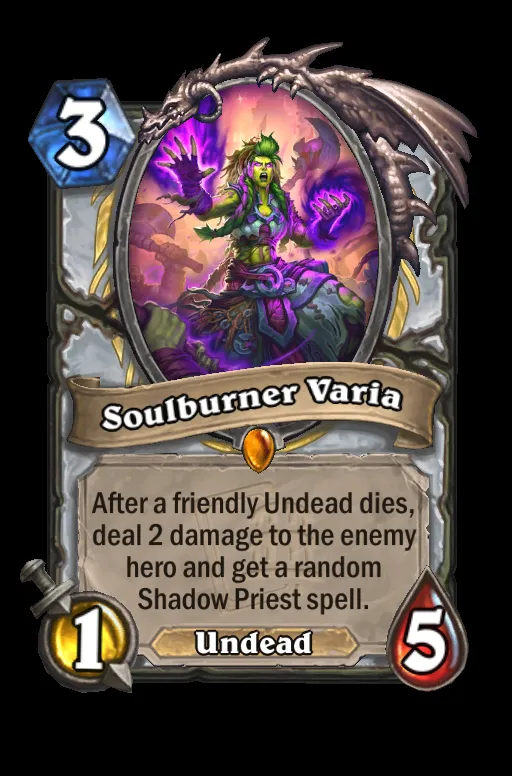 3
Soulburner Varia
After a friendly Undead dies,
deal 2 damage to the enemy
hero and get a random
Shadow Priest spell.
1
Undead
5